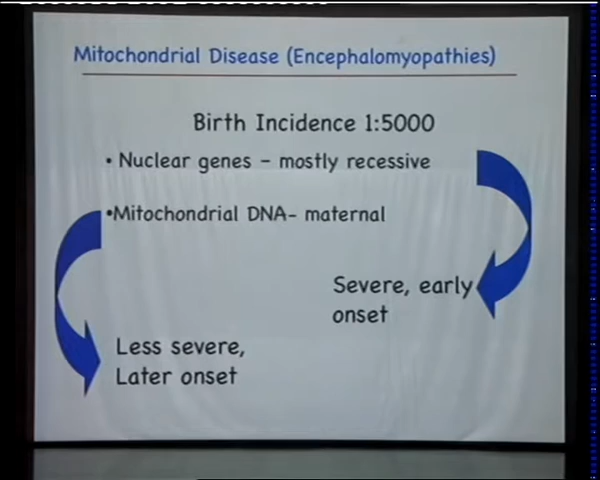 Mitochondrial Disease (Encephalomyopathies)
Birth Incidence 1:5000
• Nuclear genes – mostly recessive
•Mitochondrial DNA- maternal
Severe, early
onset
Less severe,
Later onset